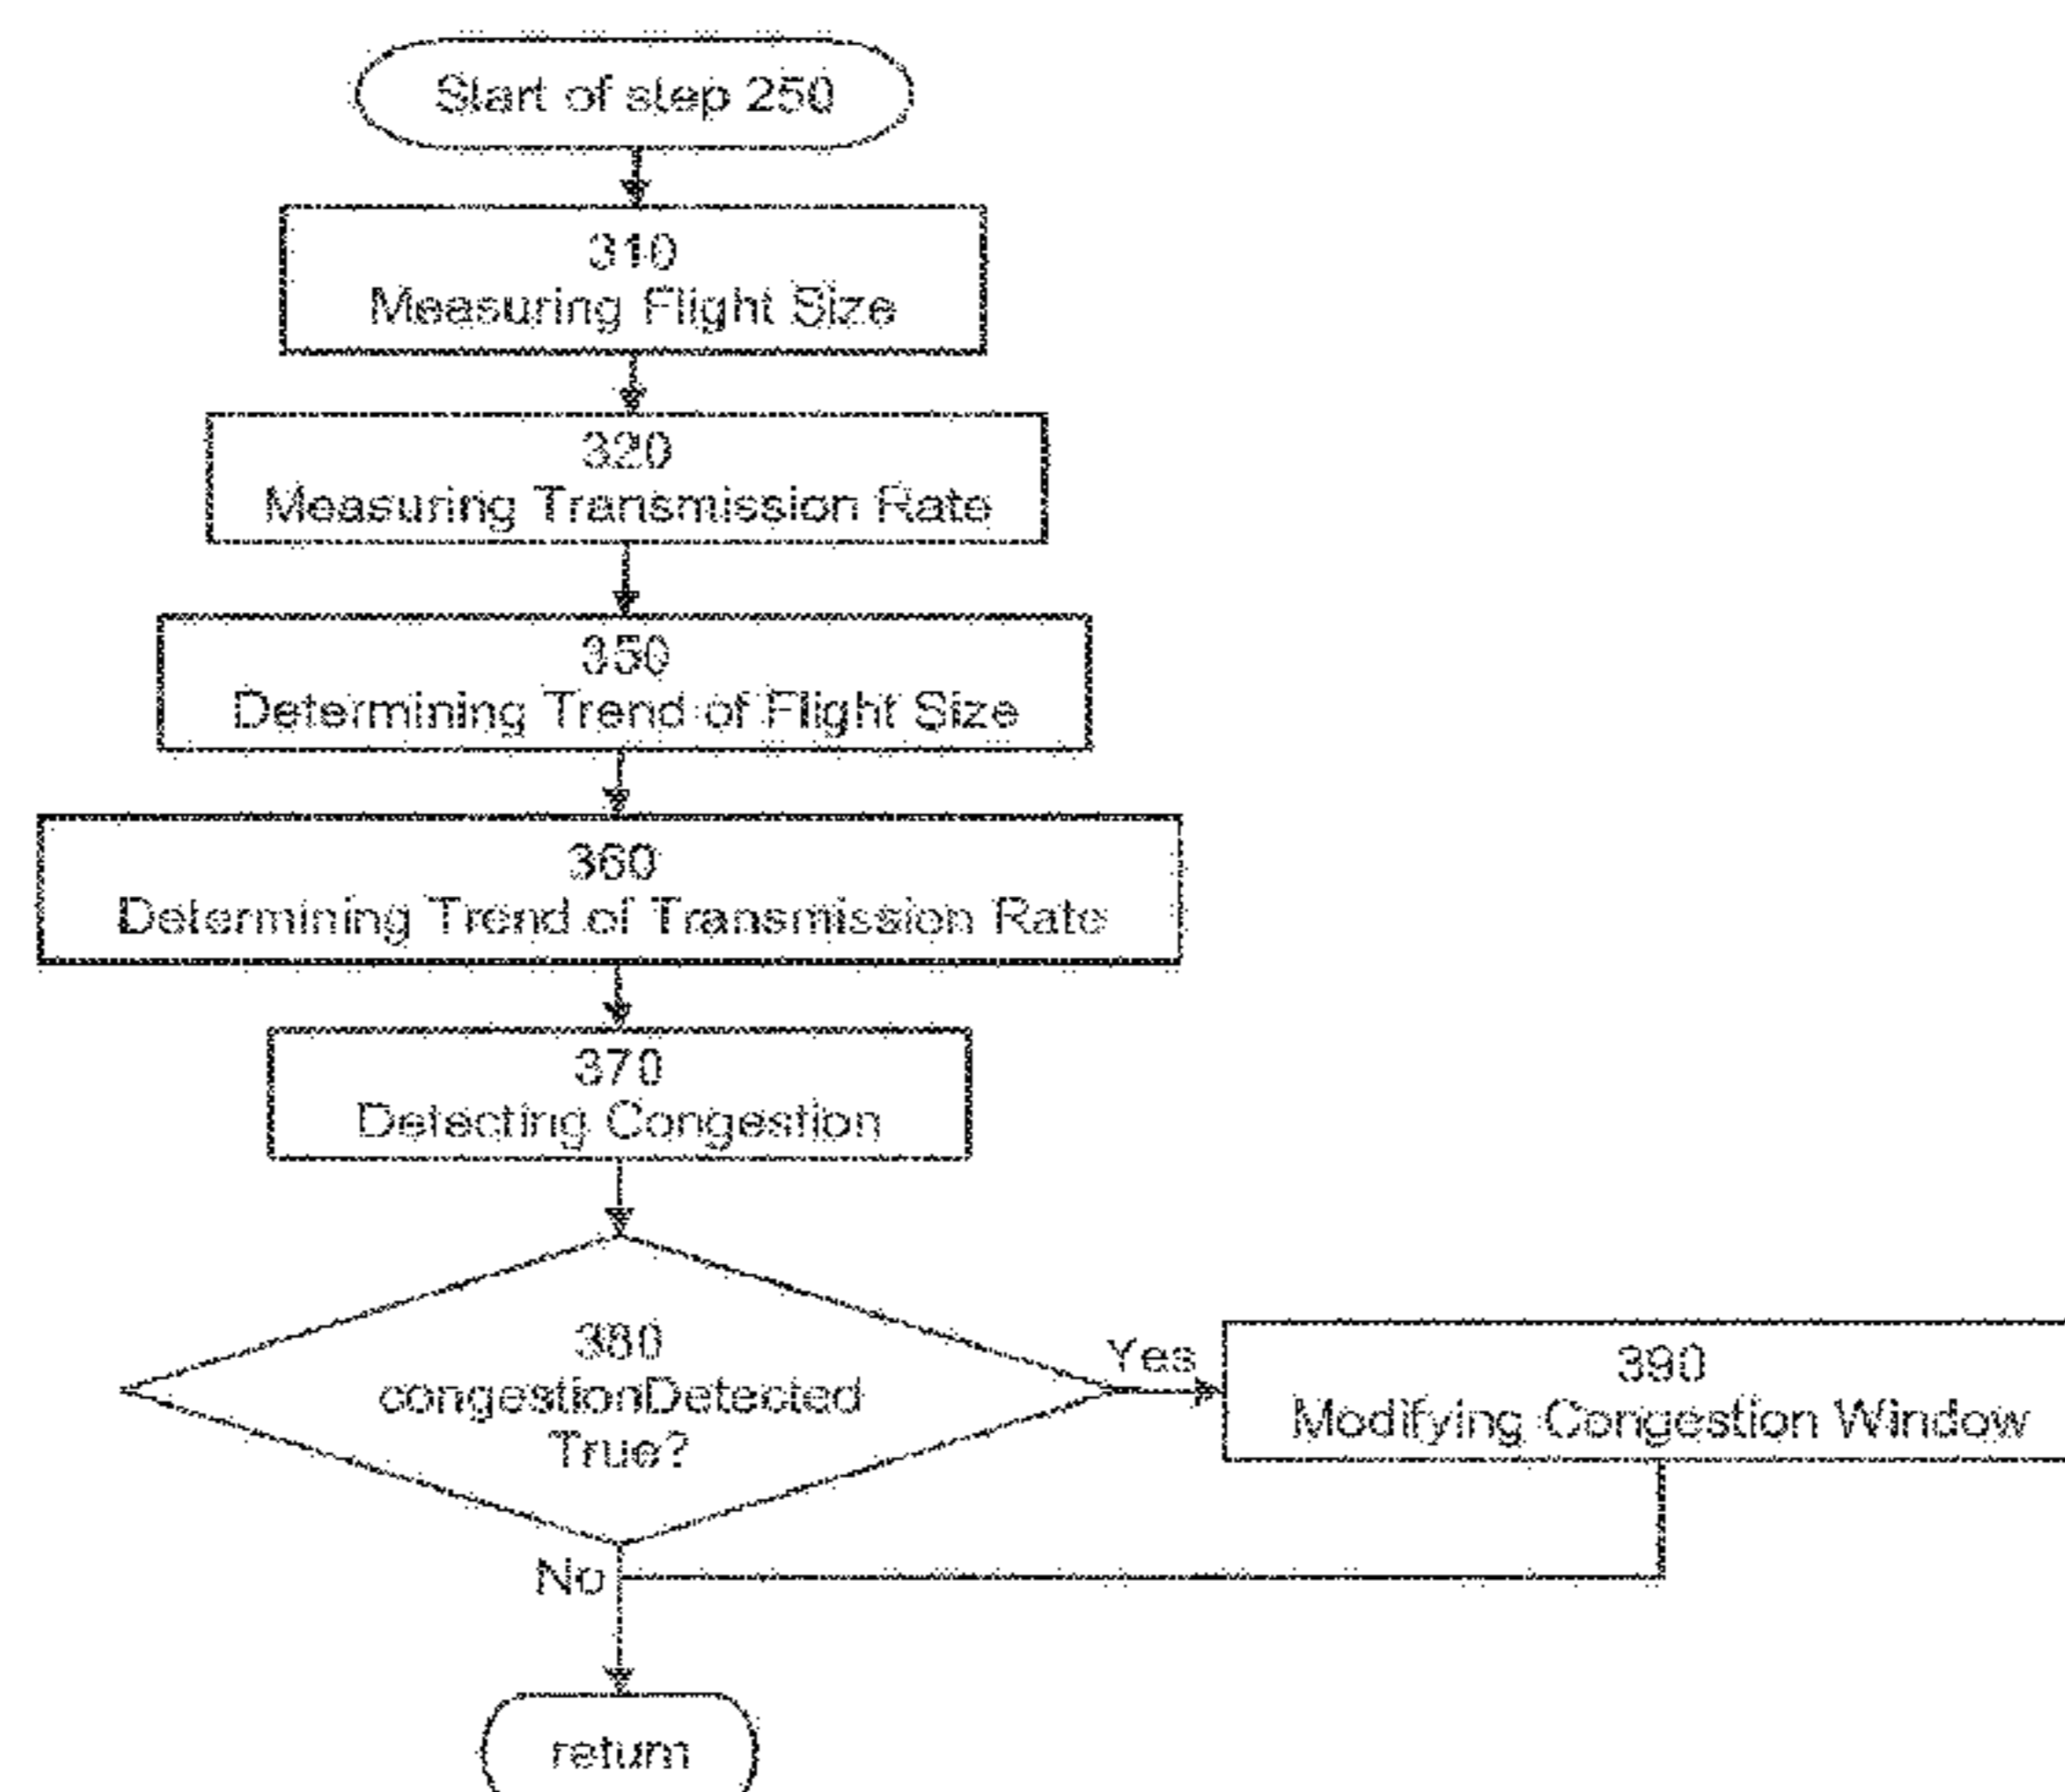 Start of step 250
310
Measuring Flight Size
320
Measuring Transmission Rate
350
Determining Trend of Flight Size
360
Determining Trend of Transmission Rate
370
Detecting Congestion
380
congestionDetected
True?
Yes
390
Modifying Congestion Window
No
return